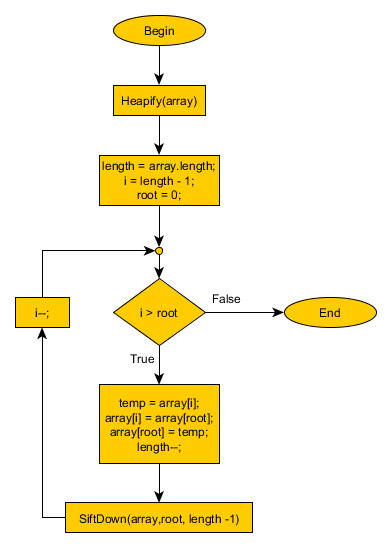 Begin
Heapify(array)
length = array.length;
i = length - 1;
root = 0;
i > root
False
End
True
i--;
temp = array[i];
array[i] = array[root];
array[root] = temp;
length--;
SiftDown(array,root, length -1)